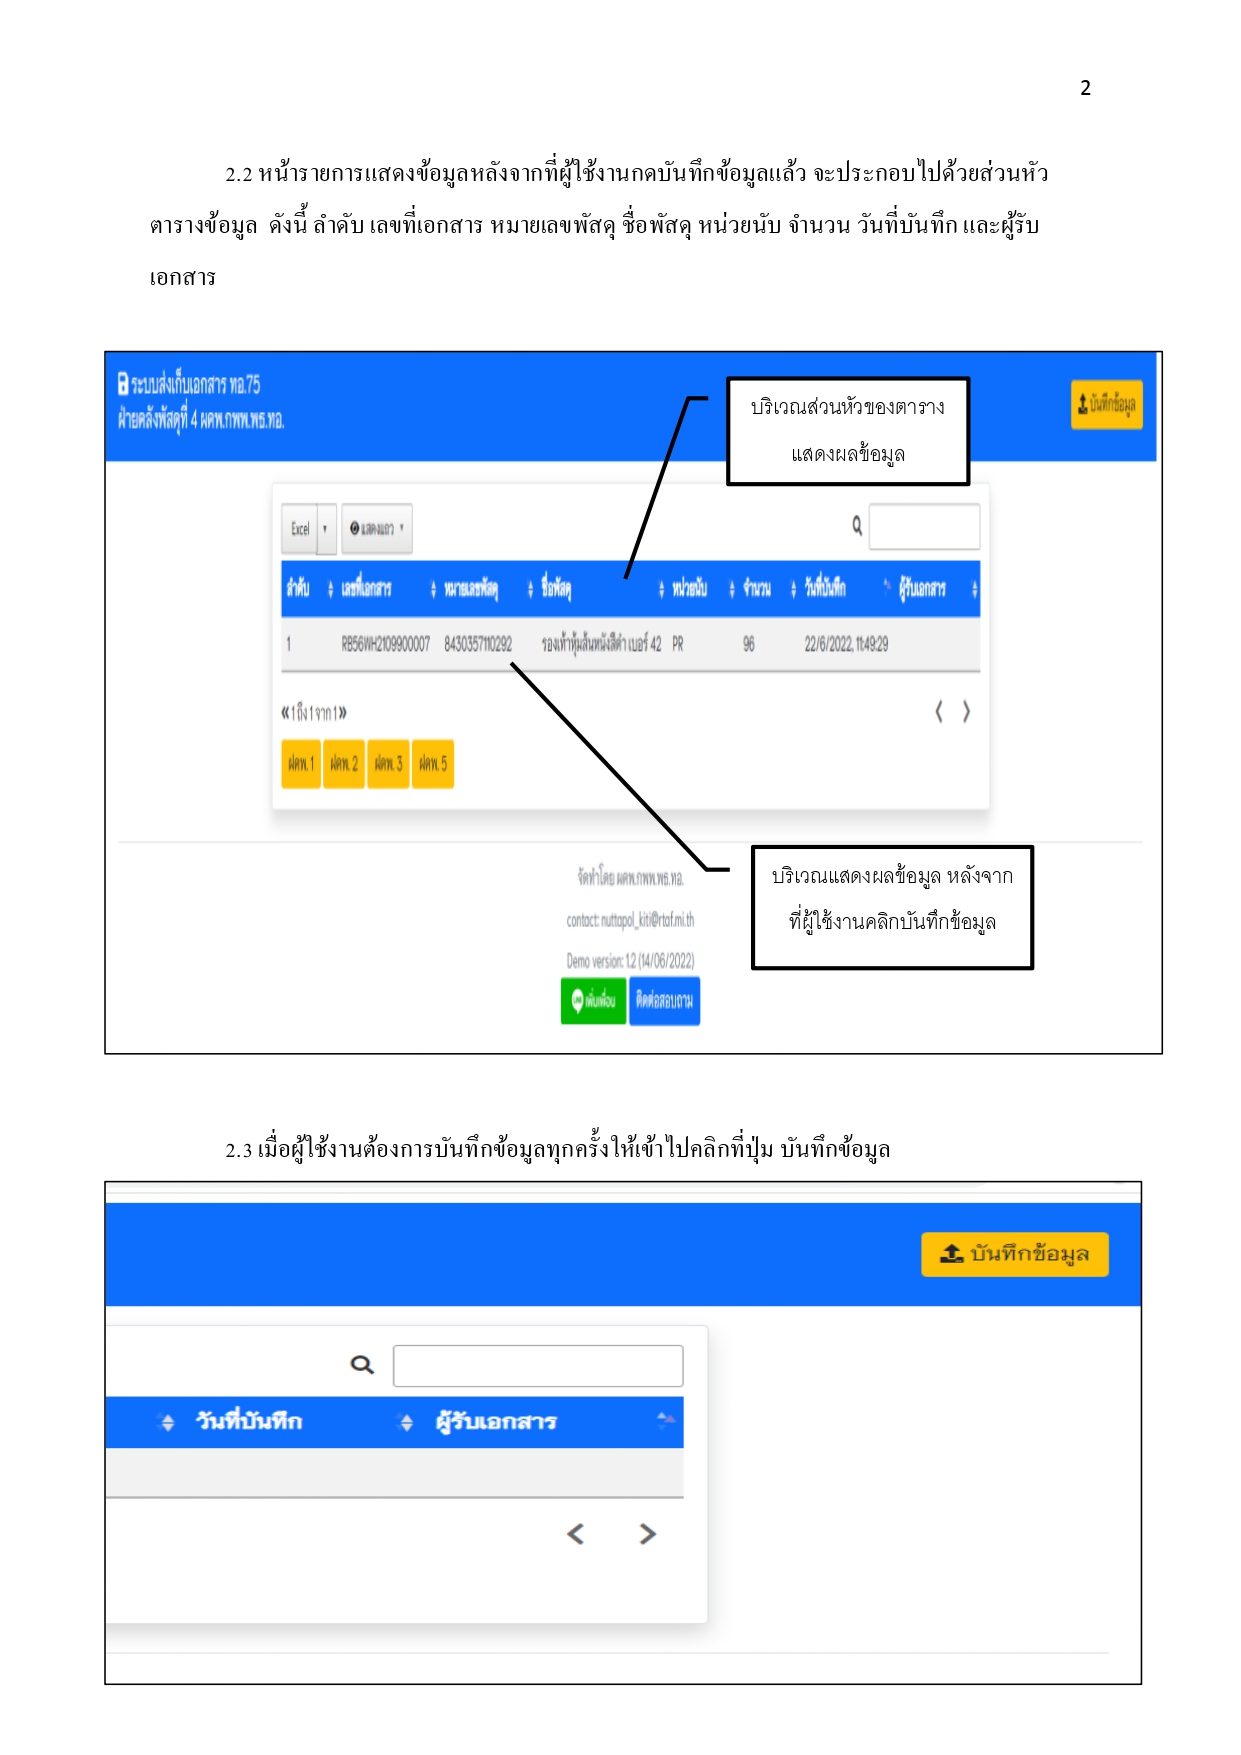 2
2.2 หน้ารายการแสดงข้อมูลหลังจากที่ผู้ใช้งานกดบันทึกข้อมูลแล้ว จะประกอบไปด้วยส่วนหัว
ตารางข้อมูล ดังนี้ ลำดับ เลขที่เอกสาร หมายเลขพัสดุ ชื่อพัสดุ หน่วยนับ จำนวน วันที่บันทึก และผู้รับ
เอกสาร
ระบบส่งเก็บเอกสาร ทอ.75
ฝ่ายคลังพัสดุที่ 4 ผคพ.กพพ.พธ.ทอ.
บริเวณส่วนหัวของตาราง
แสดงผลข้อมูล
บันทึกข้อมูล
Excel แสดงแถว
ลำดับ เลขที่เอกสาร หมายเลขพัสดุ ชื่อพัสดุ หน่วยนับ จำนวน วันที่บันทึก ผู้รับเอกสาร
1 RB56WH2109900007 8430357110292 รองเท้าหุ้มส้นหนังสีดำ เบอร์ 42 PR 96 22/6/2022, 11:49:29
«1 ถึง 1 จาก 1»
ฝคพ. 1 ฝคพ. 2 ฝคพ. 3 ฝคพ. 5
จัดทำโดย ผคพ.กพพ.พธ.ทอ.
contact: nuttapol_kiti@rtaf.mi.th
Demo version: 1.2 (14/06/2022)
เพิ่มเพื่อน ติดต่อสอบถาม
บริเวณแสดงผลข้อมูล หลังจาก
ที่ผู้ใช้งานคลิกบันทึกข้อมูล
2.3 เมื่อผู้ใช้งานต้องการบันทึกข้อมูลทุกครั้งให้เข้าไปคลิกที่ปุ่ม บันทึกข้อมูล
บันทึกข้อมูล
วันที่บันทึก ผู้รับเอกสาร